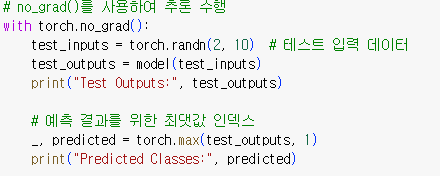 # no_grad()를 사용하여 추론 수행
with torch.no_grad():
    test_inputs = torch.randn(2, 10)  # 테스트 입력 데이터
    test_outputs = model(test_inputs)
    print("Test Outputs:", test_outputs)

    # 예측 결과를 위한 최댓값 인덱스
    _, predicted = torch.max(test_outputs, 1)
    print("Predicted Classes:", predicted)